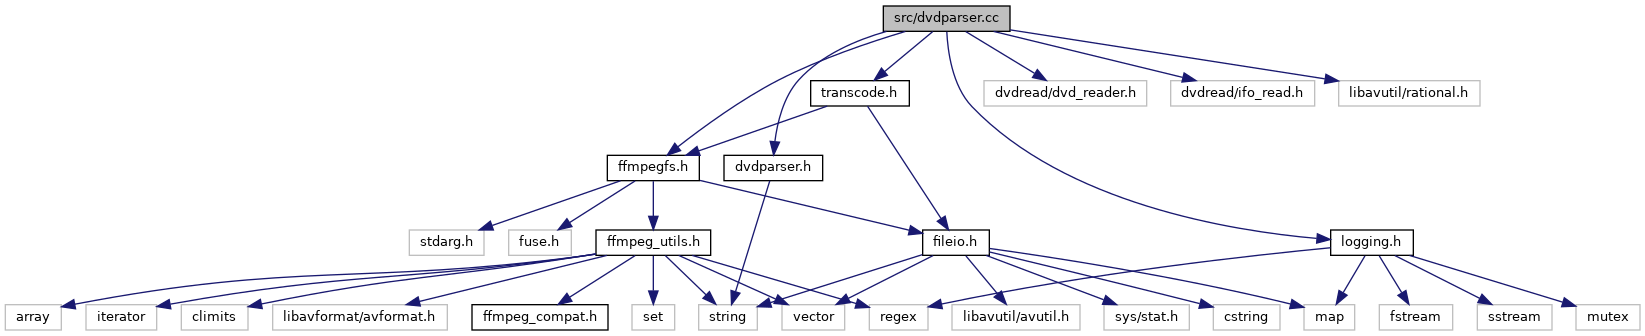 src/dvdparser.cc
transcode.h
dvdread/dvd_reader.h
dvdread/ifo_read.h
libavutil/rational.h
ffmpegfs.h
dvdparser.h
stdarg.h
fuse.h
ffmpeg_utils.h
fileio.h
logging.h
array
iterator
climits
libavformat/avformat.h
ffmpeg_compat.h
set
string
vector
regex
libavutil/avutil.h
sys/stat.h
cstring
map
fstream
sstream
mutex